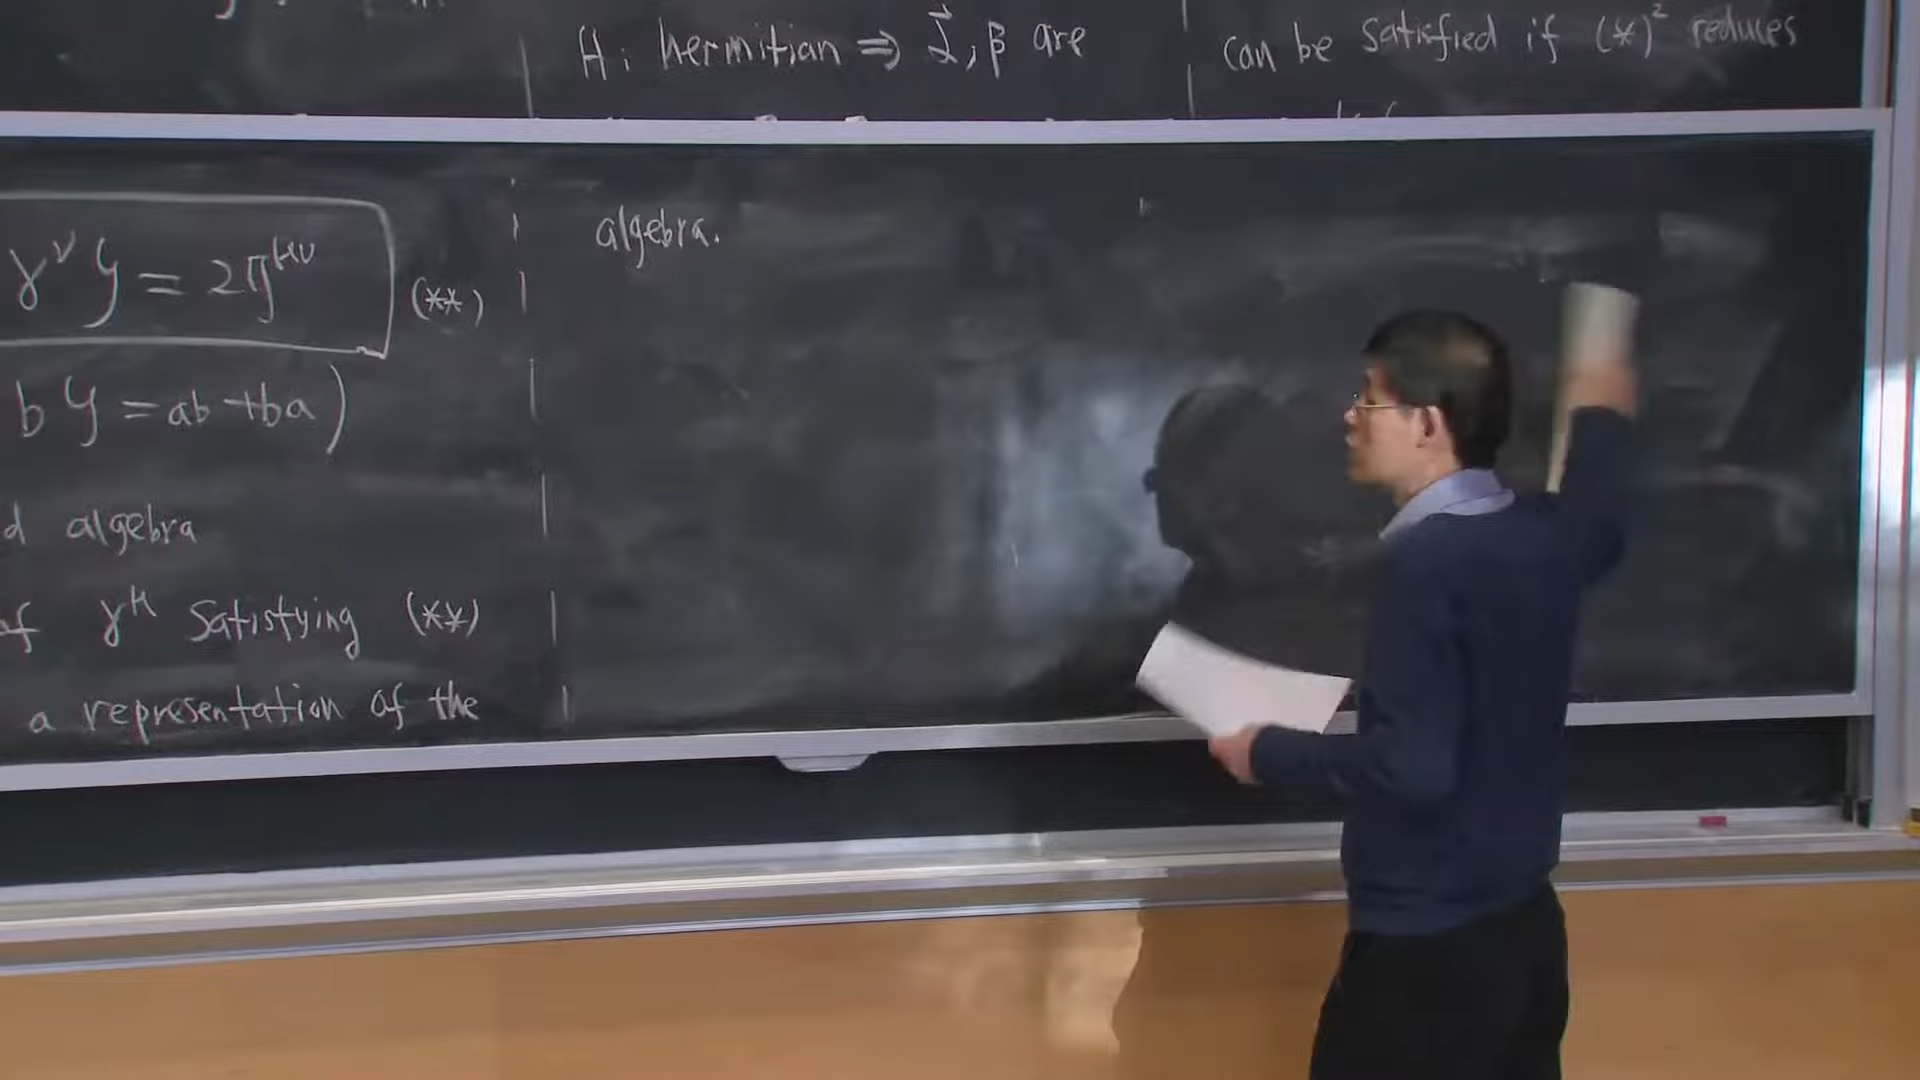 H: hermitian ⇒ α⃗, β are
can be satisfied if (*)² reduces
γ^ν} = 2η^{μν} (**)
b} = ab + ba)
d algebra
of γ^μ satisfying (**)
a representation of the
algebra.